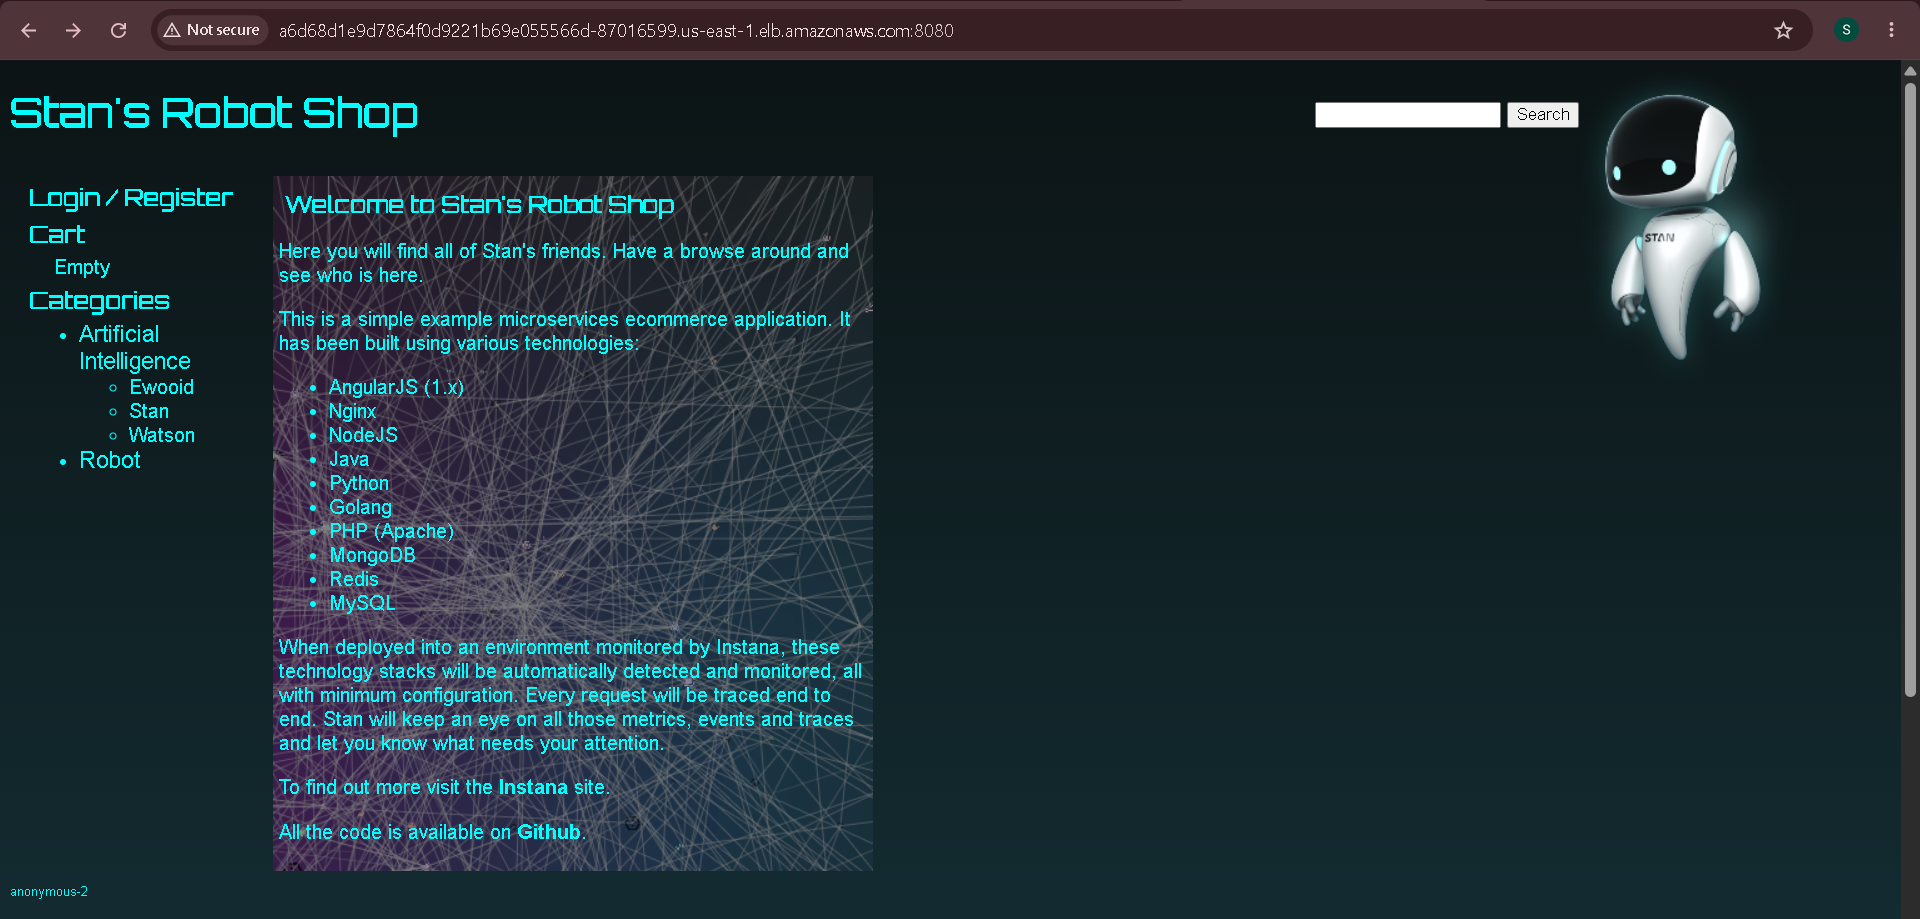 Not secure
a6d68d1e9d7864f0d9221b69e055566d-87016599.us-east-1.elb.amazonaws.com:8080
S
Stan's Robot Shop
Search
STAN
Login / Register
Cart
Empty
Categories
Artificial
Intelligence
Ewooid
Stan
Watson
Robot
Welcome to Stan's Robot Shop
Here you will find all of Stan's friends. Have a browse around and
see who is here.
This is a simple example microservices ecommerce application. It
has been built using various technologies:
AngularJS (1.x)
Nginx
NodeJS
Java
Python
Golang
PHP (Apache)
MongoDB
Redis
MySQL
When deployed into an environment monitored by Instana, these
technology stacks will be automatically detected and monitored, all
with minimum configuration. Every request will be traced end to
end. Stan will keep an eye on all those metrics, events and traces
and let you know what needs your attention.
To find out more visit the Instana site.
All the code is available on Github.
anonymous-2